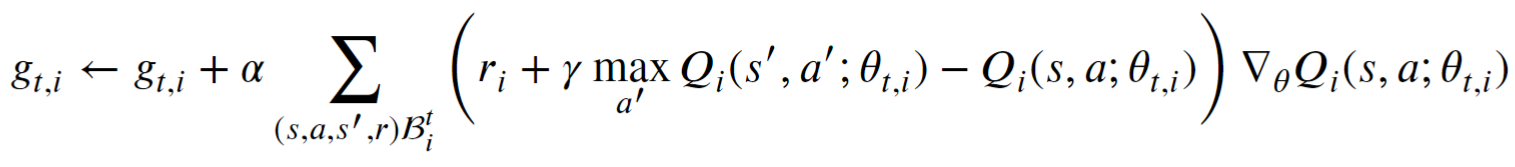 g_{t,i} ← g_{t,i} + α ∑_{(s,a,s′,r)ℬ_i^t} ( r_i + γ max_{a′} Q_i(s′, a′; θ_{t,i}) − Q_i(s, a; θ_{t,i}) ) ∇_θ Q_i(s, a; θ_{t,i})